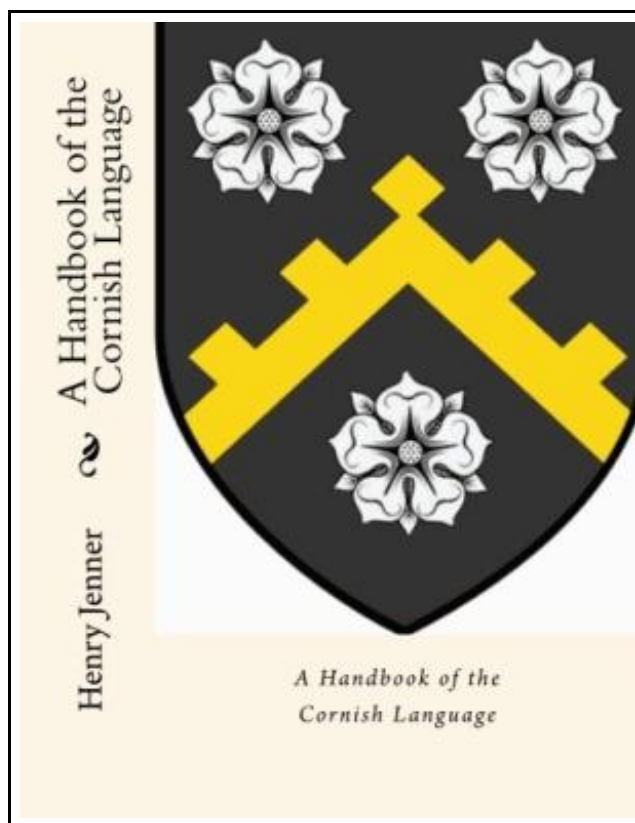 A Handbook of the
Cornish Language
Henry Jenner
A Handbook of the
Cornish Language